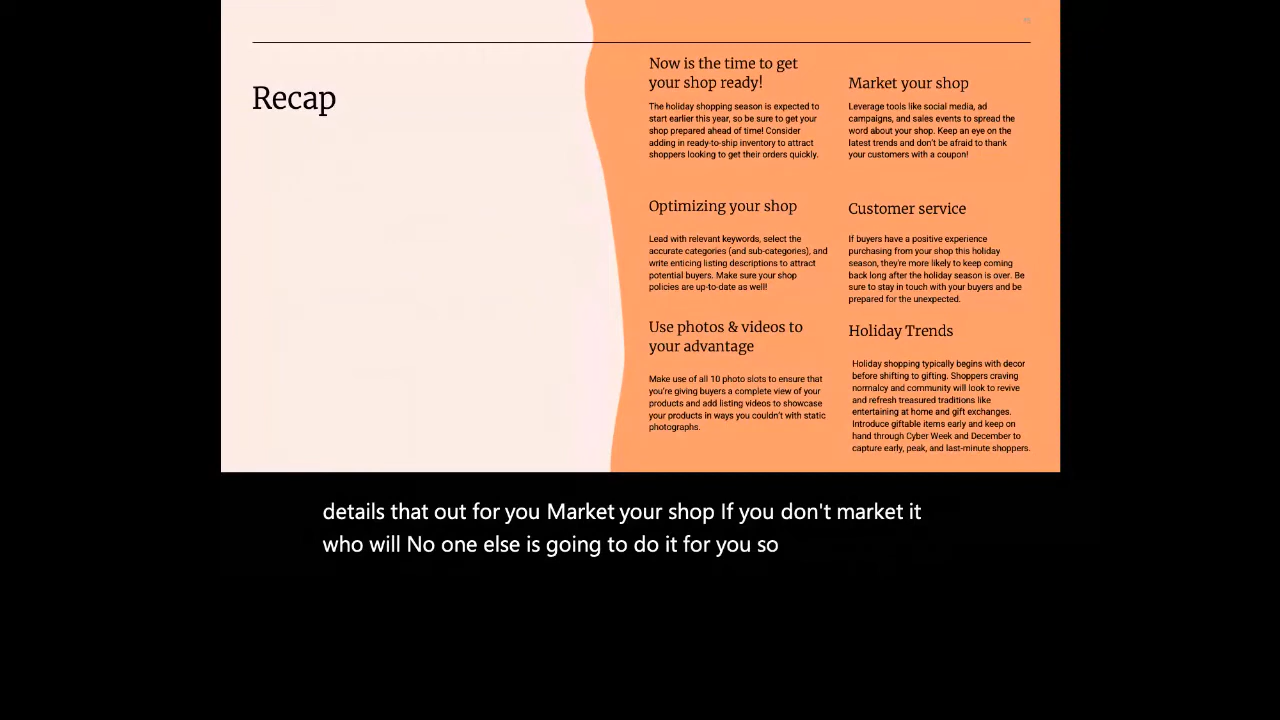 Recap
Now is the time to get
your shop ready!
The holiday shopping season is expected to
start earlier this year, so be sure to get your
shop prepared ahead of time! Consider
adding in ready-to-ship inventory to attract
shoppers looking to get their orders quickly.
Optimizing your shop
Lead with relevant keywords, select the
accurate categories (and sub-categories), and
write enticing listing descriptions to attract
potential buyers. Make sure your shop
policies are up-to-date as well!
Use photos & videos to
your advantage
Make use of all 10 photo slots to ensure that
you're giving buyers a complete view of your
products and add listing videos to showcase
your products in ways you couldn't with static
photographs.
Market your shop
Leverage tools like social media, ad
campaigns, and sales events to spread the
word about your shop. Keep an eye on the
latest trends and don't be afraid to thank
your customers with a coupon!
Customer service
If buyers have a positive experience
purchasing from your shop this holiday
season, they're more likely to keep coming
back long after the holiday season is over. Be
sure to stay in touch with your buyers and be
prepared for the unexpected.
Holiday Trends
Holiday shopping typically begins with decor
before shifting to gifting. Shoppers craving
normalcy and community will look to revive
and refresh treasured traditions like
entertaining at home and gift exchanges.
Introduce giftable items early and keep on
hand through Cyber Week and December to
capture early, peak, and last-minute shoppers.
details that out for you Market your shop If you don't market it
who will No one else is going to do it for you so